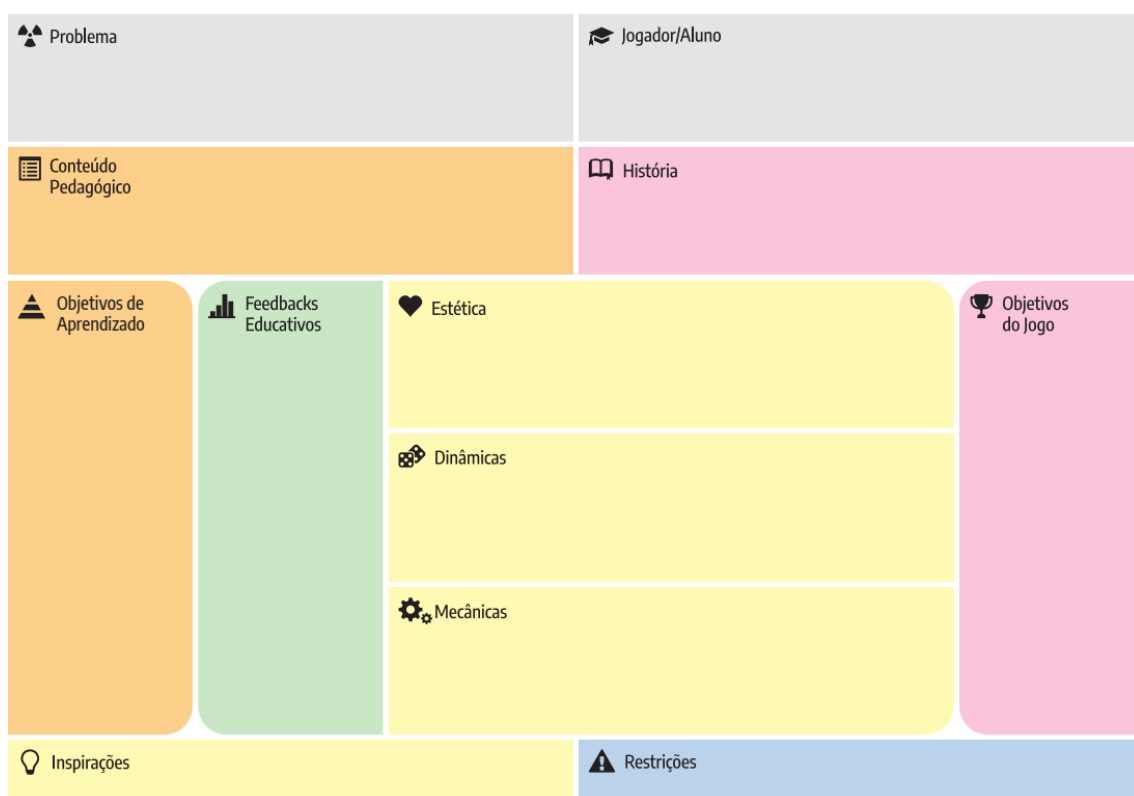 Problema
Jogador/Aluno
Conteúdo
Pedagógico
História
Objetivos de
Aprendizado
Feedbacks
Educativos
Estética
Dinâmicas
Mecânicas
Objetivos
do Jogo
Inspirações
Restrições